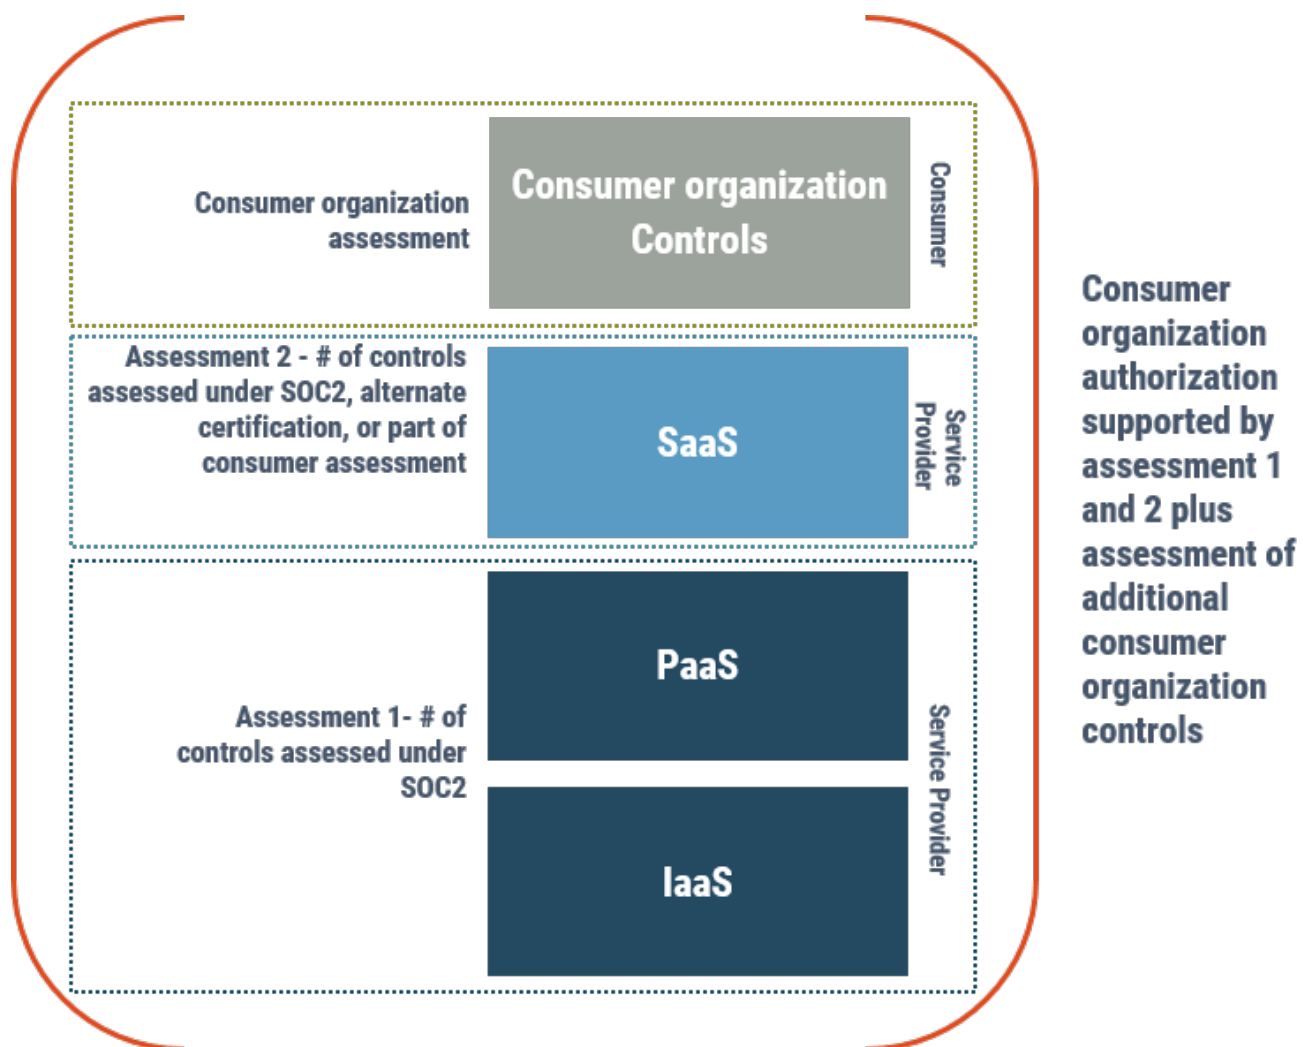 Consumer organization
assessment
Consumer organization
Controls
Consumer
Assessment 2 - # of controls
assessed under SOC2, alternate
certification, or part of
consumer assessment
SaaS
Service
Provider
Assessment 1- # of
controls assessed under
SOC2
PaaS
IaaS
Service Provider
Consumer
organization
authorization
supported by
assessment 1
and 2 plus
assessment of
additional
consumer
organization
controls